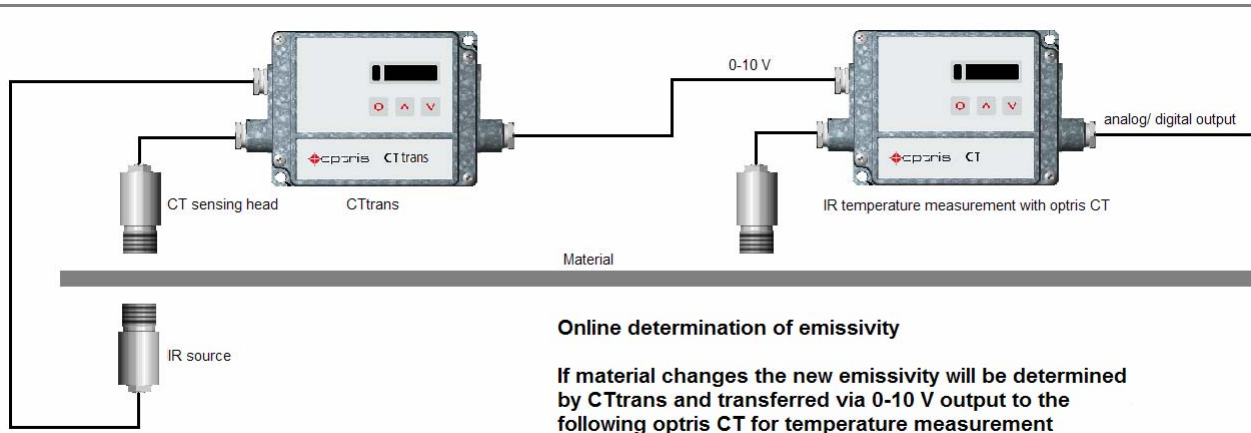 0-10 V
analog/ digital output
optris CTtrans
optris CT
CT sensing head
CTtrans
IR temperature measurement with optris CT
Material
IR source
Online determination of emissivity
If material changes the new emissivity will be determined
by CTtrans and transferred via 0-10 V output to the
following optris CT for temperature measurement